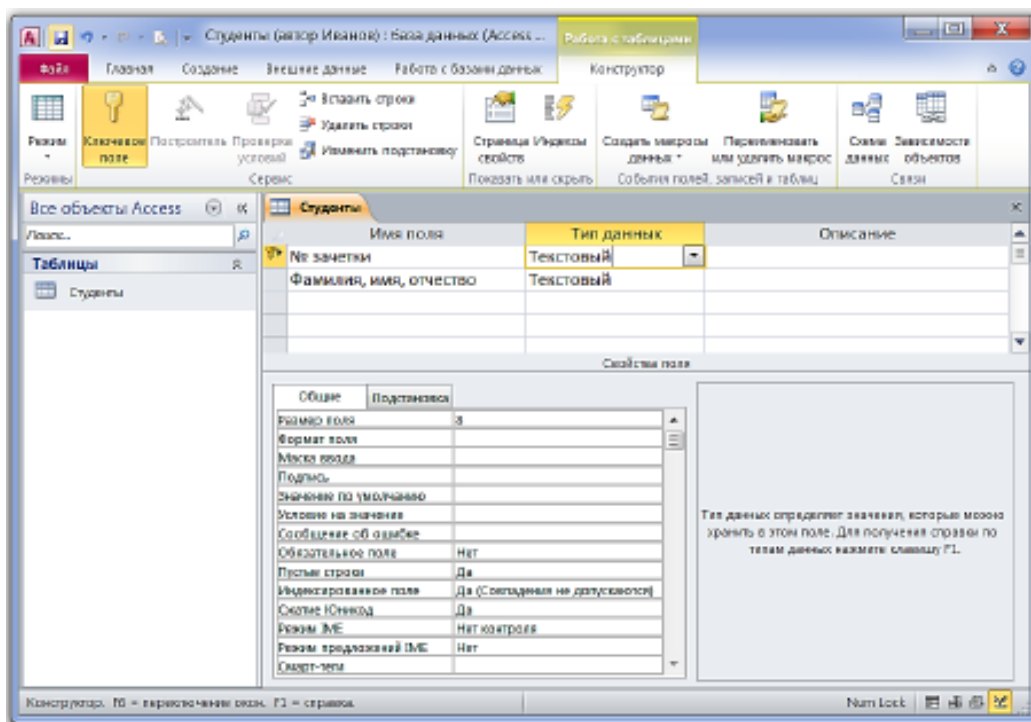 Студенты (автор Иванов) : база данных (Access ...
Работа с таблицами
Файл Главная Создание Внешние данные Работа с базами данных Конструктор
Режим
Ключевое поле
Построитель
Проверка условий
Вставить строки
Удалить строки
Изменить подстановку
Страница свойств
Индексы
Создать макросы данных
Переименовать или удалить макрос
Схема данных
Зависимости объектов
Режимы Сервис Показать или скрыть События полей, записей и таблиц Связи
Все объекты Access
Поиск...
Таблицы
Студенты
Студенты
Имя поля Тип данных Описание
№ зачетки Текстовый
Фамилия, имя, отчество Текстовый
Свойства поля
Общие Подстановка
Размер поля 8
Формат поля
Маска ввода
Подпись
Значение по умолчанию
Условие на значение
Сообщение об ошибке
Обязательное поле Нет
Пустые строки Да
Индексированное поле Да (Совпадения не допускаются)
Сжатие Юникод Да
Режим IME Нет контроля
Режим предложений IME Нет
Смарт-теги
Тип данных определяет значения, которые можно
хранить в этом поле. Для получения справки по
типам данных нажмите клавишу F1.
Конструктор. F6 = переключение окон. F1 = справка. Num Lock